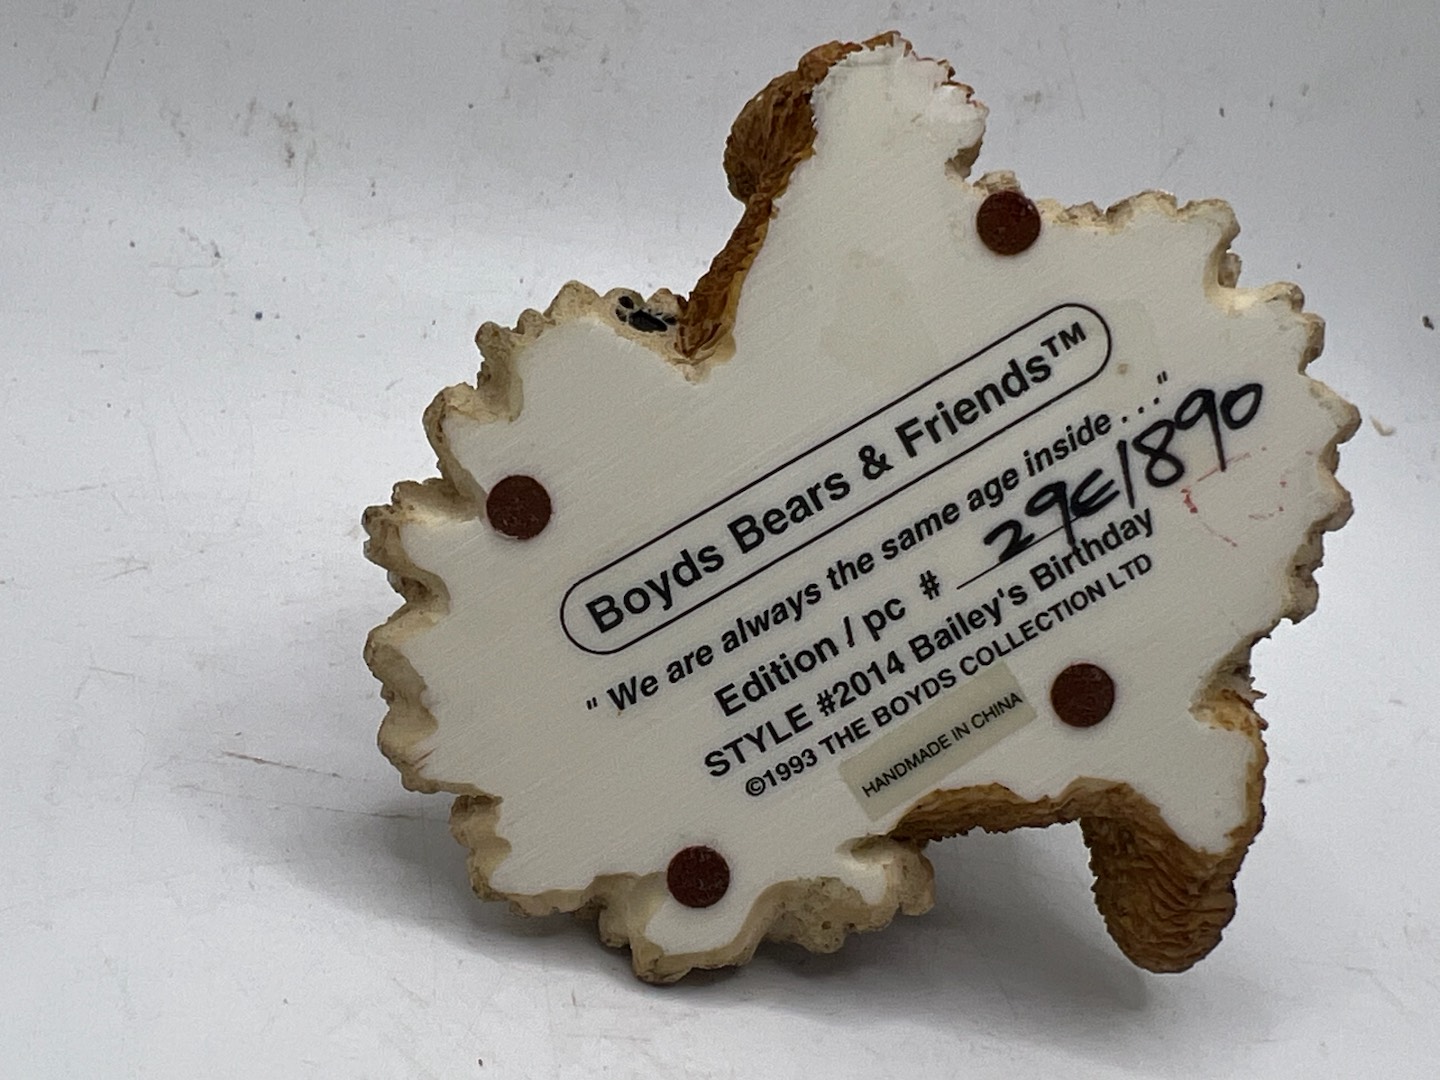 Boyds Bears & Friends™
" We are always the same age inside . . ."
Edition / pc # 29E/1890
STYLE #2014 Bailey's Birthday
©1993 THE BOYDS COLLECTION LTD
HANDMADE IN CHINA